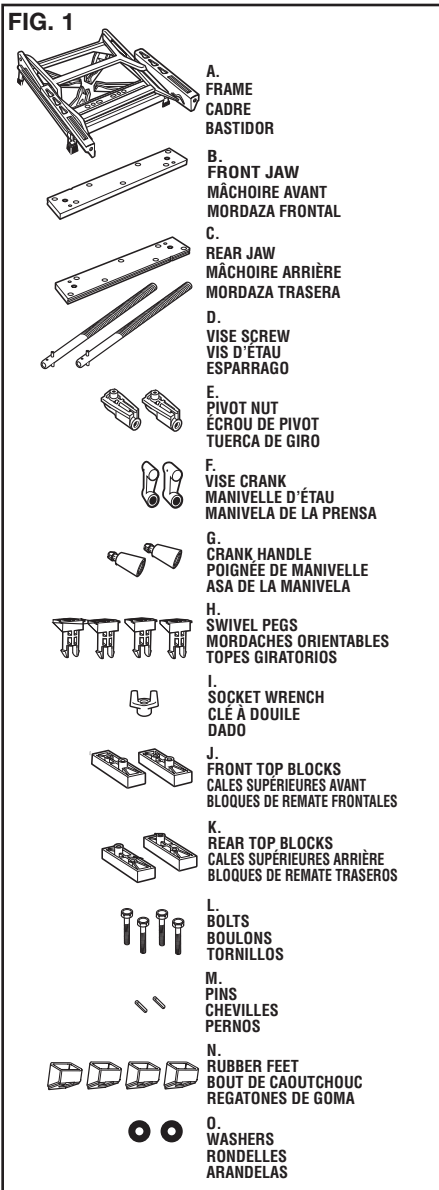 FIG. 1
A.
FRAME
CADRE
BASTIDOR
B.
FRONT JAW
MÂCHOIRE AVANT
MORDAZA FRONTAL
C.
REAR JAW
MÂCHOIRE ARRIÈRE
MORDAZA TRASERA
D.
VISE SCREW
VIS D'ÉTAU
ESPARRAGO
E.
PIVOT NUT
ÉCROU DE PIVOT
TUERCA DE GIRO
F.
VISE CRANK
MANIVELLE D'ÉTAU
MANIVELA DE LA PRENSA
G.
CRANK HANDLE
POIGNÉE DE MANIVELLE
ASA DE LA MANIVELA
H.
SWIVEL PEGS
MORDACHES ORIENTABLES
TOPES GIRATORIOS
I.
SOCKET WRENCH
CLÉ À DOUILE
DADO
J.
FRONT TOP BLOCKS
CALES SUPÉRIEURES AVANT
BLOQUES DE REMATE FRONTALES
K.
REAR TOP BLOCKS
CALES SUPÉRIEURES ARRIÈRE
BLOQUES DE REMATE TRASEROS
L.
BOLTS
BOULONS
TORNILLOS
M.
PINS
CHEVILLES
PERNOS
N.
RUBBER FEET
BOUT DE CAOUTCHOUC
REGATONES DE GOMA
O.
WASHERS
RONDELLES
ARANDELAS